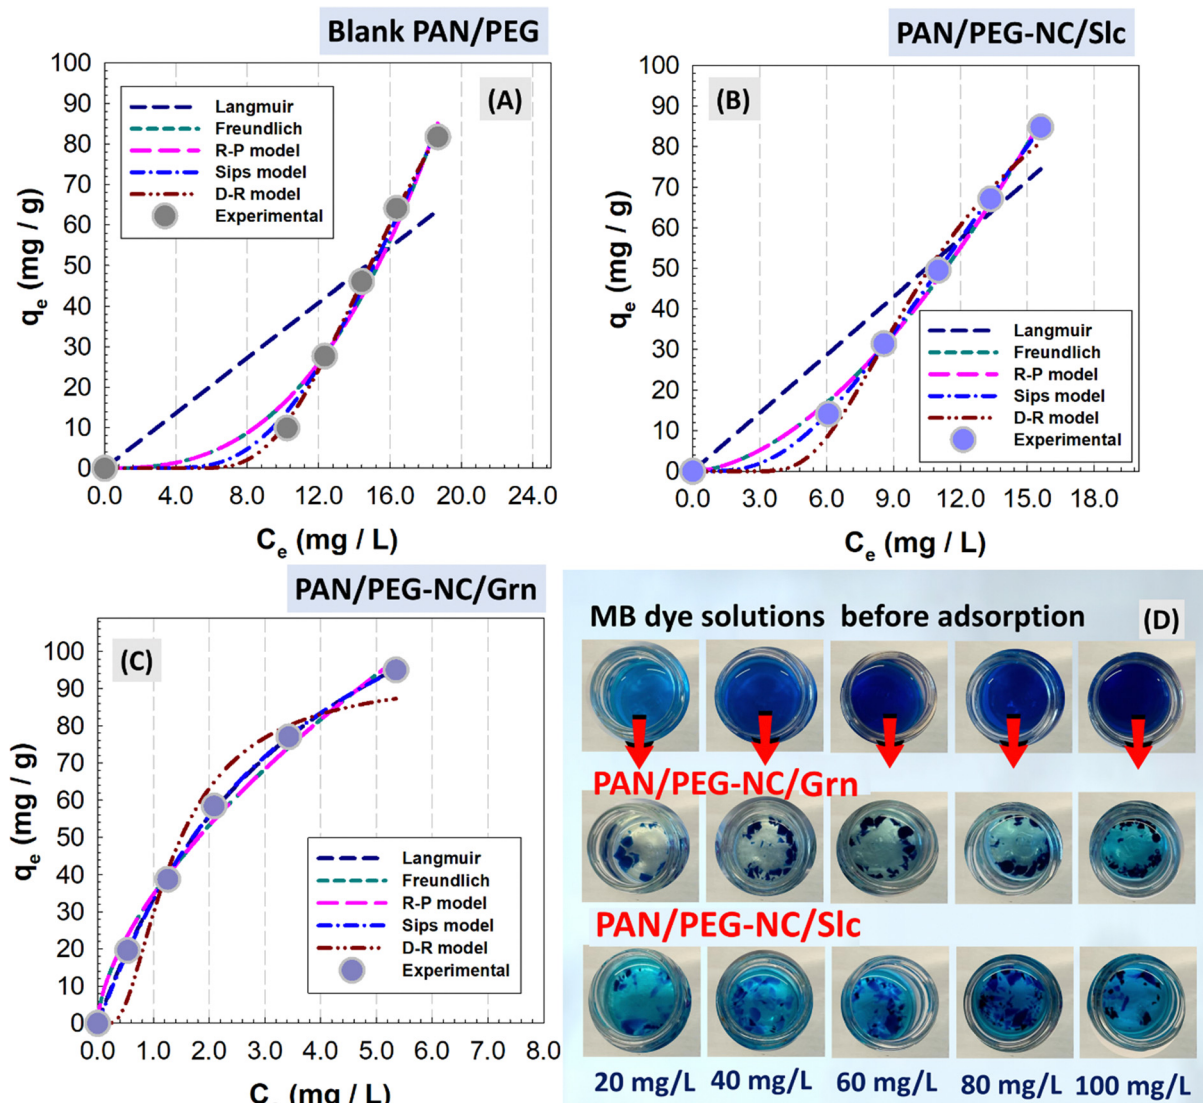 Blank PAN/PEG
(A)
100
90
80
70
60
50
40
30
20
10
0
qe (mg / g)
Langmuir
Freundlich
R-P model
Sips model
D-R model
Experimental
0.0 4.0 8.0 12.0 16.0 20.0 24.0
Ce (mg / L)
PAN/PEG-NC/Slc
(B)
100
90
80
70
60
50
40
30
20
10
0
qe (mg / g)
Langmuir
Freundlich
R-P model
Sips model
D-R model
Experimental
0.0 3.0 6.0 9.0 12.0 15.0 18.0
Ce (mg / L)
PAN/PEG-NC/Grn
(C)
100
90
80
70
60
50
40
30
20
10
0
qe (mg / g)
Langmuir
Freundlich
R-P model
Sips model
D-R model
Experimental
0.0 1.0 2.0 3.0 4.0 5.0 6.0 7.0 8.0
C (mg / L)
MB dye solutions before adsorption
(D)
PAN/PEG-NC/Grn
PAN/PEG-NC/Slc
20 mg/L 40 mg/L 60 mg/L 80 mg/L 100 mg/L